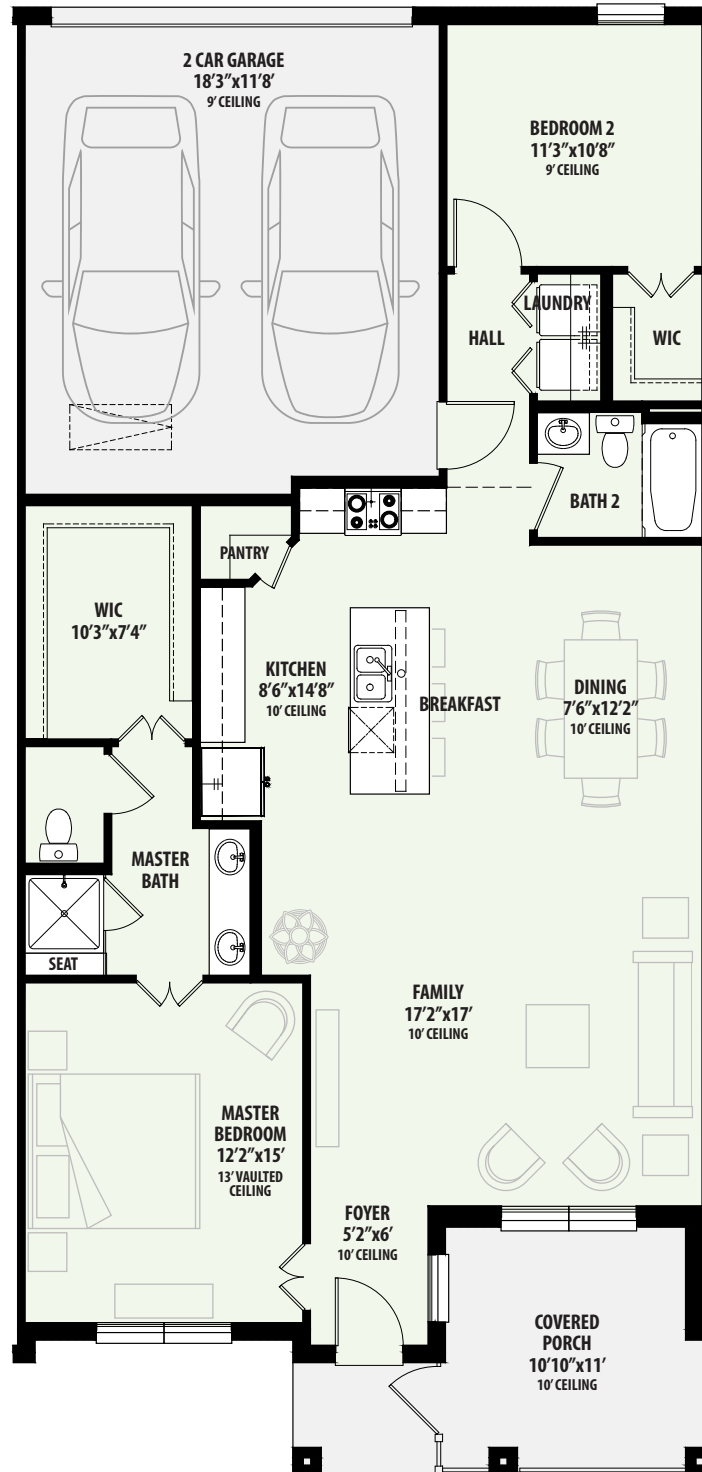 2 CAR GARAGE
18'3"x11'8'
9' CEILING
BEDROOM 2
11'3"x10'8"
9' CEILING
LAUNDRY
HALL
WIC
BATH 2
PANTRY
WIC
10'3"x7'4"
KITCHEN
8'6"x14'8"
10' CEILING
BREAKFAST
DINING
7'6"x12'2"
10' CEILING
MASTER
BATH
SEAT
FAMILY
17'2"x17'
10' CEILING
MASTER
BEDROOM
12'2"x15'
13' VAULTED
CEILING
FOYER
5'2"x6'
10' CEILING
COVERED
PORCH
10'10"x11'
10' CEILING